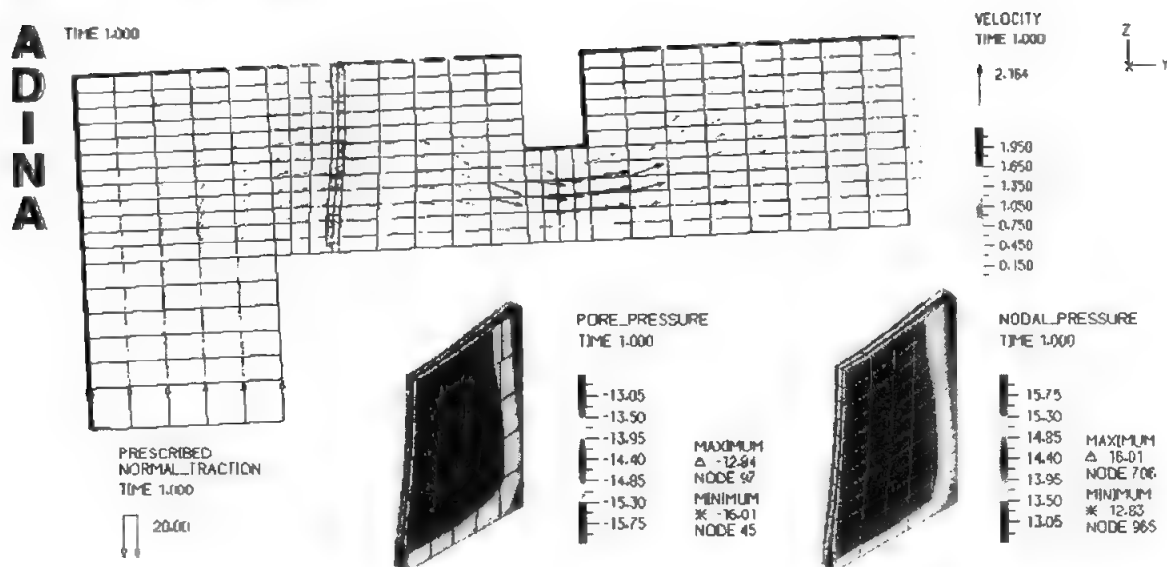 ADINA
TIME 1.000
VELOCITY
TIME 1.000
2.164
1.950
1.650
1.350
1.050
0.750
0.450
0.150
Z
Y
X
PRESCRIBED
NORMAL_TRACTION
TIME 1.000
20.00
PORE_PRESSURE
TIME 1.000
-13.05
-13.50
-13.95
-14.40
-14.85
-15.30
-15.75
MAXIMUM
△ -12.84
NODE 97
MINIMUM
✳ -16.01
NODE 45
NODAL_PRESSURE
TIME 1.000
15.75
15.30
14.85
14.40
13.95
13.50
13.05
MAXIMUM
△ 16.01
NODE 706
MINIMUM
✳ 12.83
NODE 965